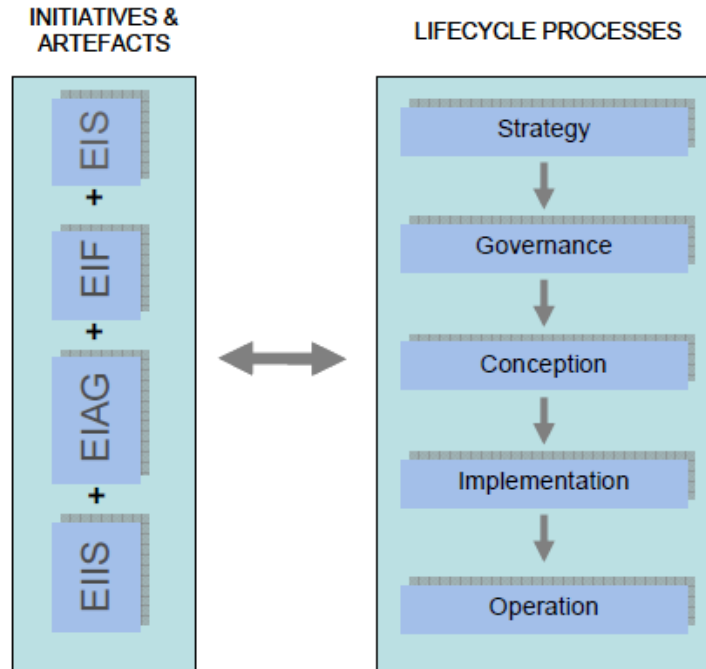 INITIATIVES &
ARTEFACTS
EIS
+
EIF
+
EIAG
+
EIIS
LIFECYCLE PROCESSES
Strategy
Governance
Conception
Implementation
Operation